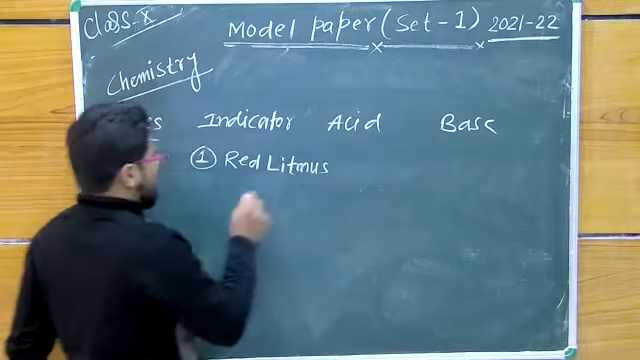 Class-X
Model paper (Set-1) 2021-22
Chemistry
Indicator Acid Base
① Red Litmus